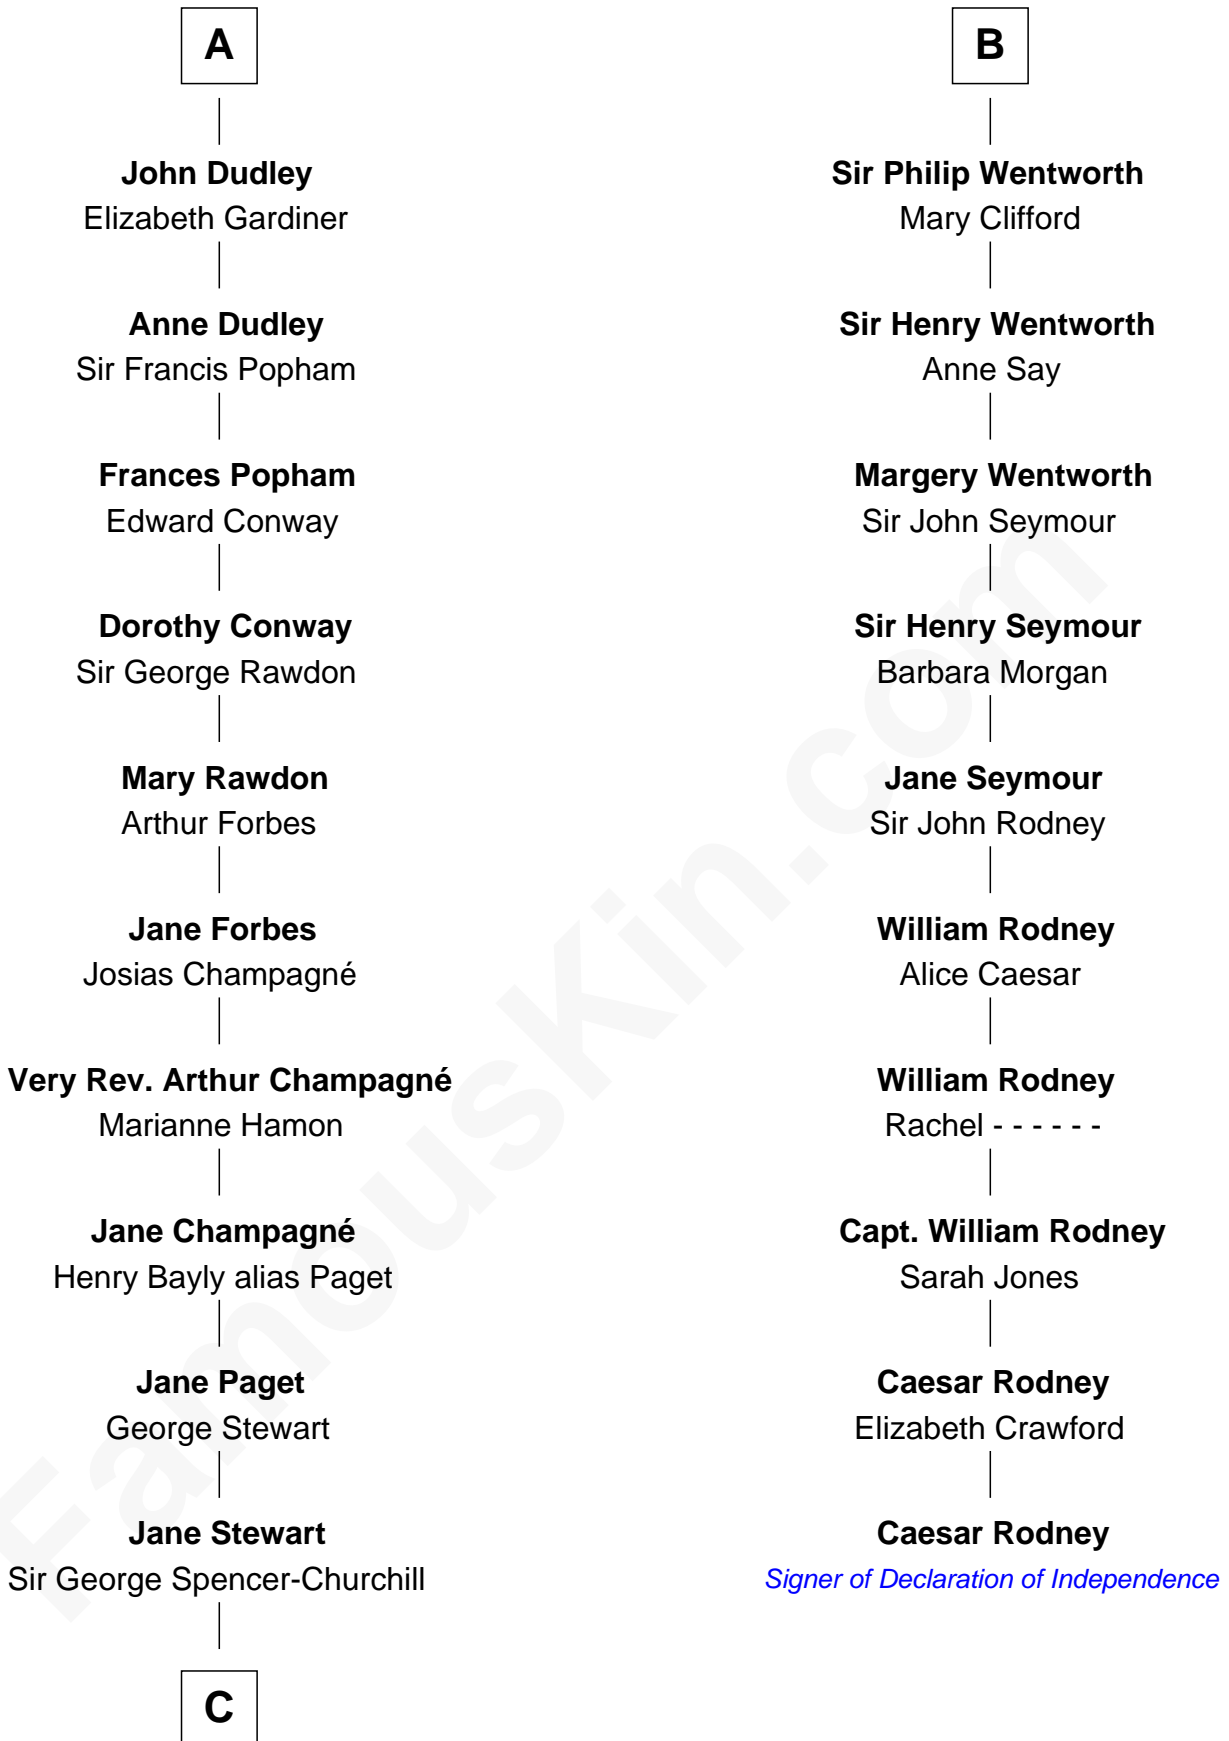 A
John Dudley
Elizabeth Gardiner
Anne Dudley
Sir Francis Popham
Frances Popham
Edward Conway
Dorothy Conway
Sir George Rawdon
Mary Rawdon
Arthur Forbes
Jane Forbes
Josias Champagné
Very Rev. Arthur Champagné
Marianne Hamon
Jane Champagné
Henry Bayly alias Paget
Jane Paget
George Stewart
Jane Stewart
Sir George Spencer-Churchill
C
B
Sir Philip Wentworth
Mary Clifford
Sir Henry Wentworth
Anne Say
Margery Wentworth
Sir John Seymour
Sir Henry Seymour
Barbara Morgan
Jane Seymour
Sir John Rodney
William Rodney
Alice Caesar
William Rodney
Rachel - - - - - -
Capt. William Rodney
Sarah Jones
Caesar Rodney
Elizabeth Crawford
Caesar Rodney
Signer of Declaration of Independence
FamousKin.com